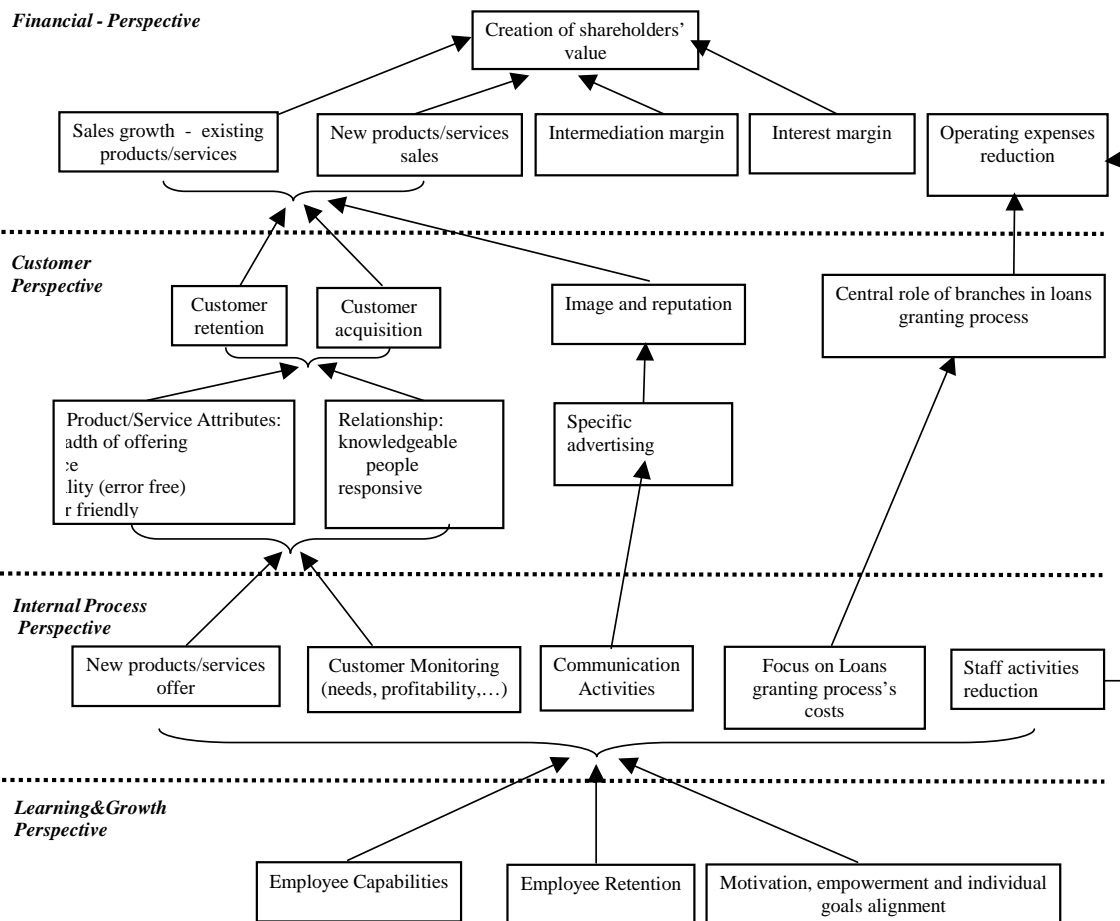 Financial - Perspective
Creation of shareholders’
value
Sales growth - existing
products/services
New products/services
sales
Intermediation margin
Interest margin
Operating expenses
reduction
Customer
Perspective
Customer
retention
Customer
acquisition
Image and reputation
Central role of branches in loans
granting process
Product/Service Attributes:
offering
of
(error free)
friendly
Relationship:
knowledgeable
people
responsive
Specific
advertising
Internal Process
Perspective
New products/services
offer
Customer Monitoring
(needs, profitability,…)
Communication
Activities
Focus on Loans
granting process’s
costs
Staff activities
reduction
Learning&Growth
Perspective
Employee Capabilities
Employee Retention
Motivation, empowerment and individual
goals alignment